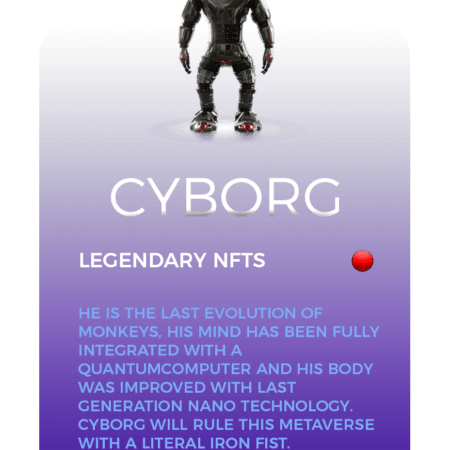 CYBORG
LEGENDARY NFTS
HE IS THE LAST EVOLUTION OF
MONKEYS, HIS MIND HAS BEEN FULLY
INTEGRATED WITH A
QUANTUMCOMPUTER AND HIS BODY
WAS IMPROVED WITH LAST
GENERATION NANO TECHNOLOGY.
CYBORG WILL RULE THIS METAVERSE
WITH A LITERAL IRON FIST.